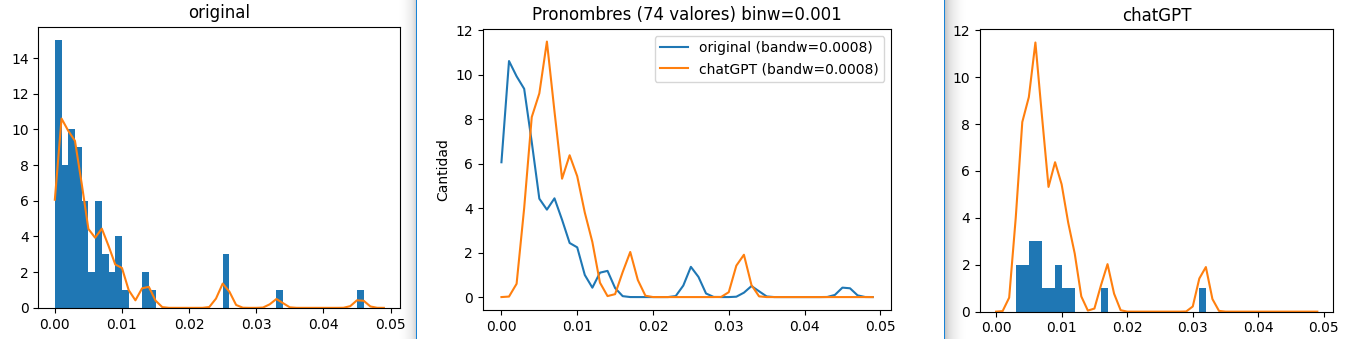 original
14
12
10
8
6
4
2
0
0.00 0.01 0.02 0.03 0.04 0.05
Pronombres (74 valores) binw=0.001
original (bandw=0.0008)
chatGPT (bandw=0.0008)
Cantidad
12
10
8
6
4
2
0
0.00 0.01 0.02 0.03 0.04 0.05
chatGPT
12
10
8
6
4
2
0
0.00 0.01 0.02 0.03 0.04 0.05